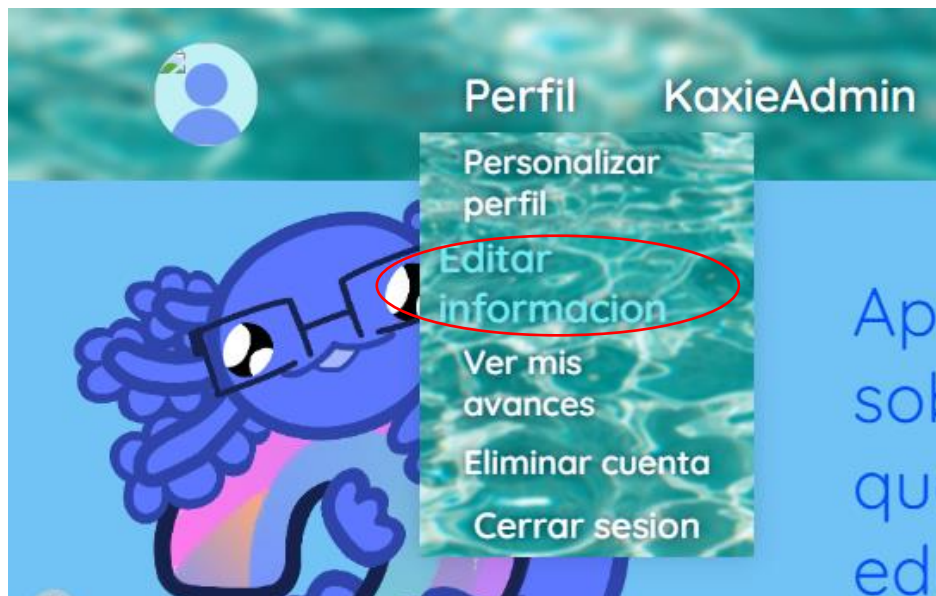 Perfil KaxieAdmin
Personalizar
perfil
Editar
informacion
Ver mis
avances
Eliminar cuenta
Cerrar sesion
Ap
sob
qu
ed